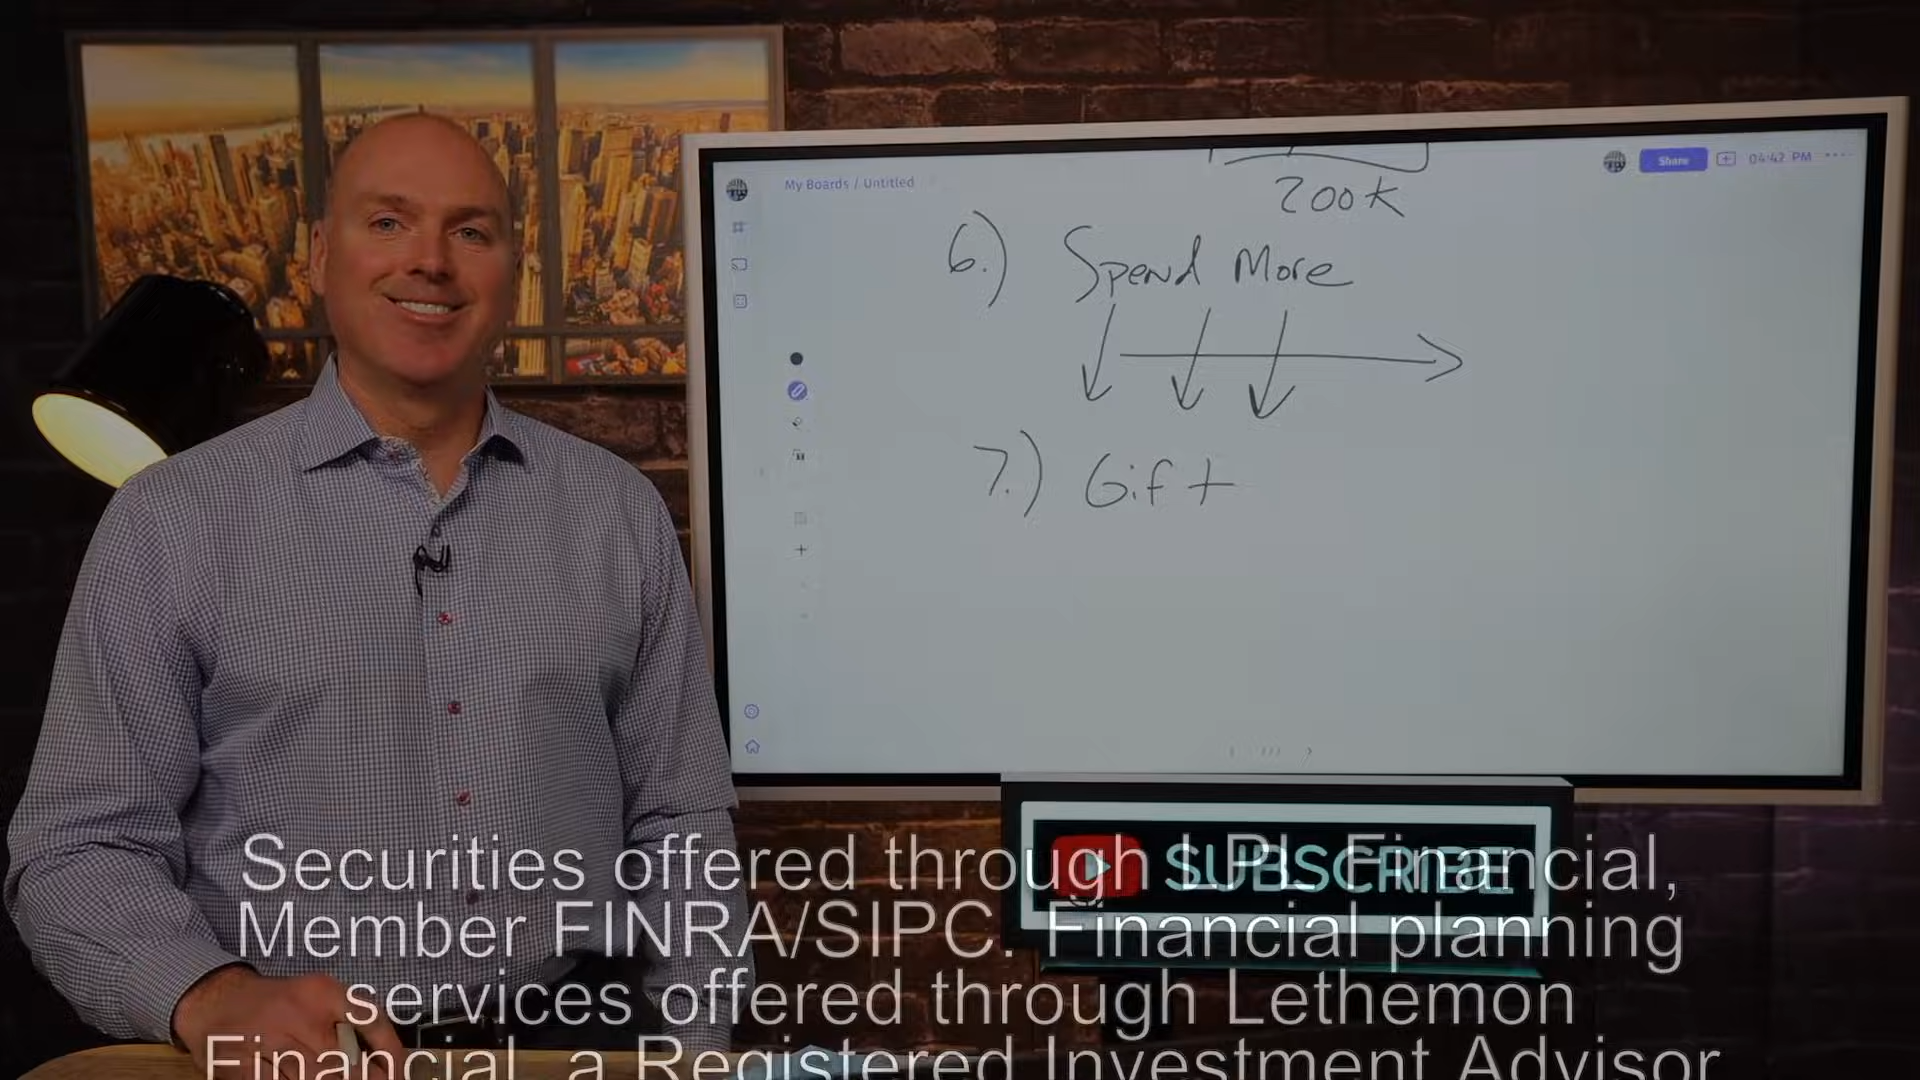 My Boards / Untitled
Share
04:42 PM
200K
6.) Spend More
7.) Gift
SUBSCRIBE
Securities offered through LPL Financial,
Member FINRA/SIPC. Financial planning
services offered through Lethemon
Financial, a Registered Investment Advisor